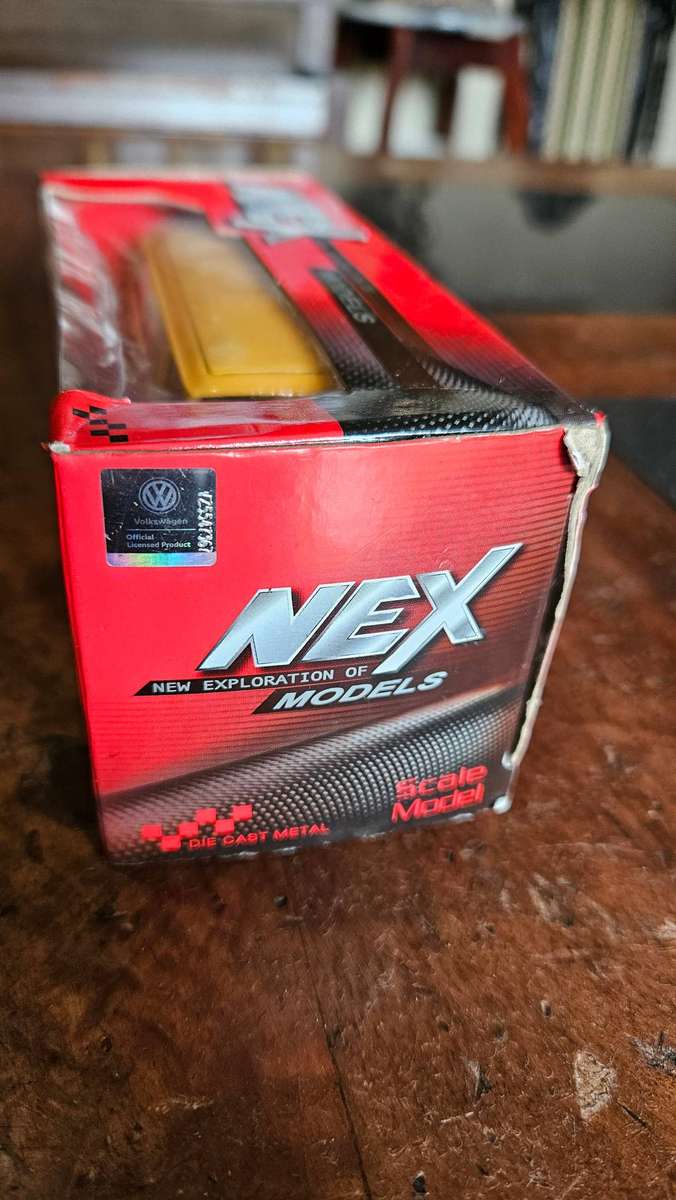 Volkswagen
Official
Licensed Product
NEX
NEW EXPLORATION OF
MODELS
Scale
Model
DIE CAST METAL